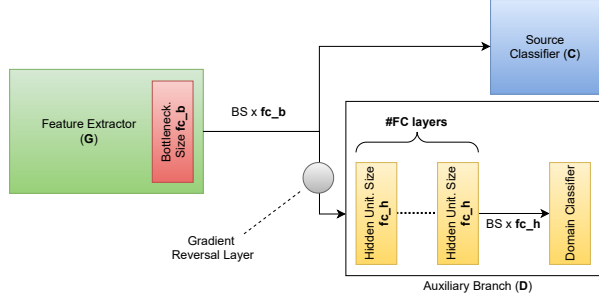 Source
Classifier (C)
Feature Extractor
(G)
Bottleneck.
Size fc_b
BS x fc_b
#FC layers
Hidden Unit. Size
fc_h
Hidden Unit. Size
fc_h
BS x fc_h
Domain Classifier
Gradient
Reversal Layer
Auxiliary Branch (D)